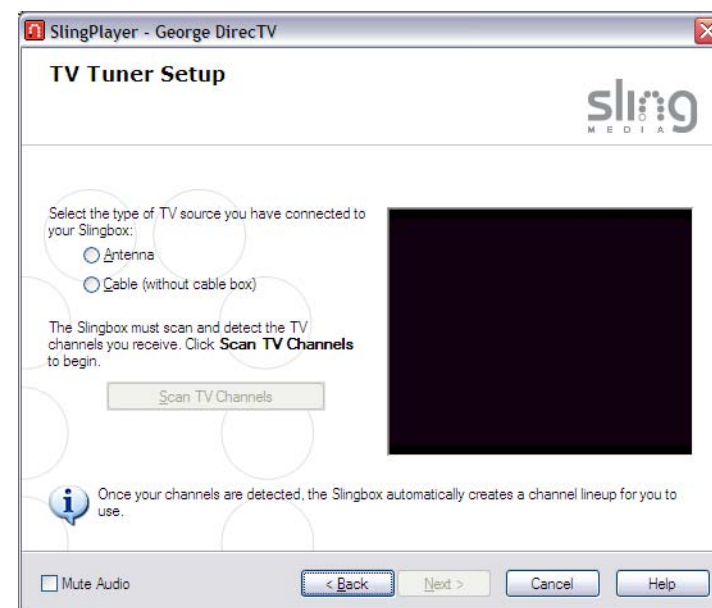 SlingPlayer - George DirecTV
TV Tuner Setup
sling
MEDIA
Select the type of TV source you have connected to
your Slingbox:
Antenna
Cable (without cable box)
The Slingbox must scan and detect the TV
channels you receive. Click Scan TV Channels
to begin.
Scan TV Channels
Once your channels are detected, the Slingbox automatically creates a channel lineup for you to
use.
Mute Audio
< Back
Next >
Cancel
Help